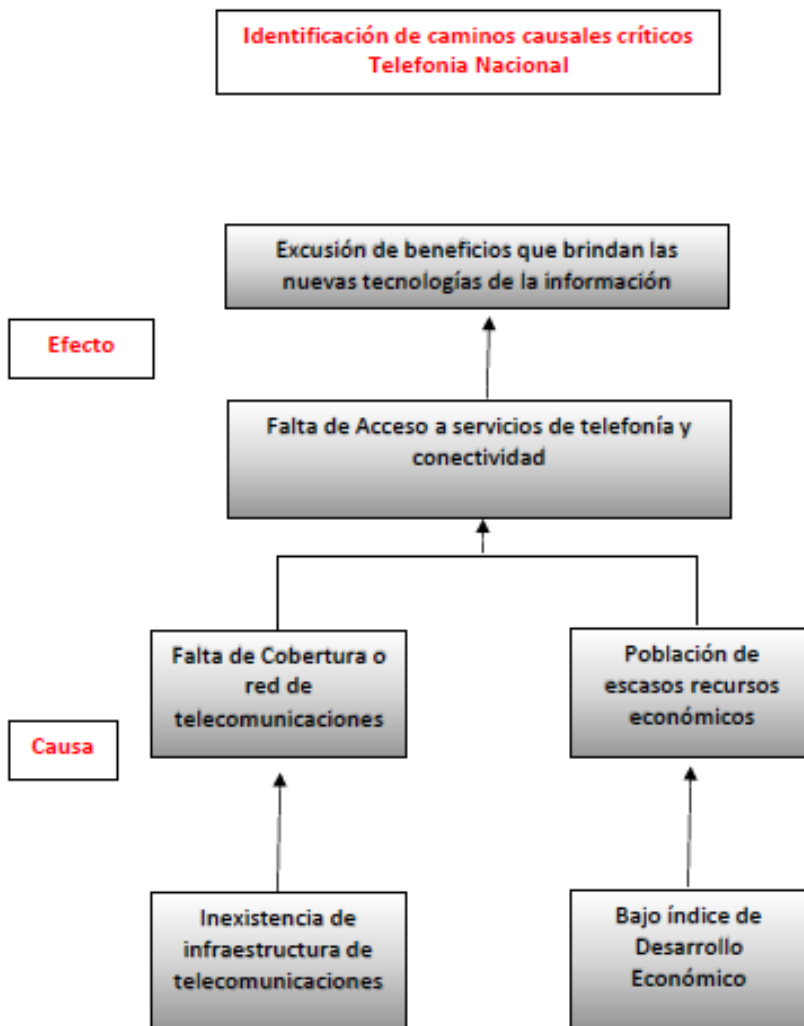 Identificación de caminos causales críticos
Telefonia Nacional
Excusión de beneficios que brindan las
nuevas tecnologías de la información
Efecto
Falta de Acceso a servicios de telefonía y
conectividad
Falta de Cobertura o
red de
telecomunicaciones
Población de
escasos recursos
económicos
Causa
Inexistencia de
infraestructura de
telecomunicaciones
Bajo índice de
Desarrollo
Económico